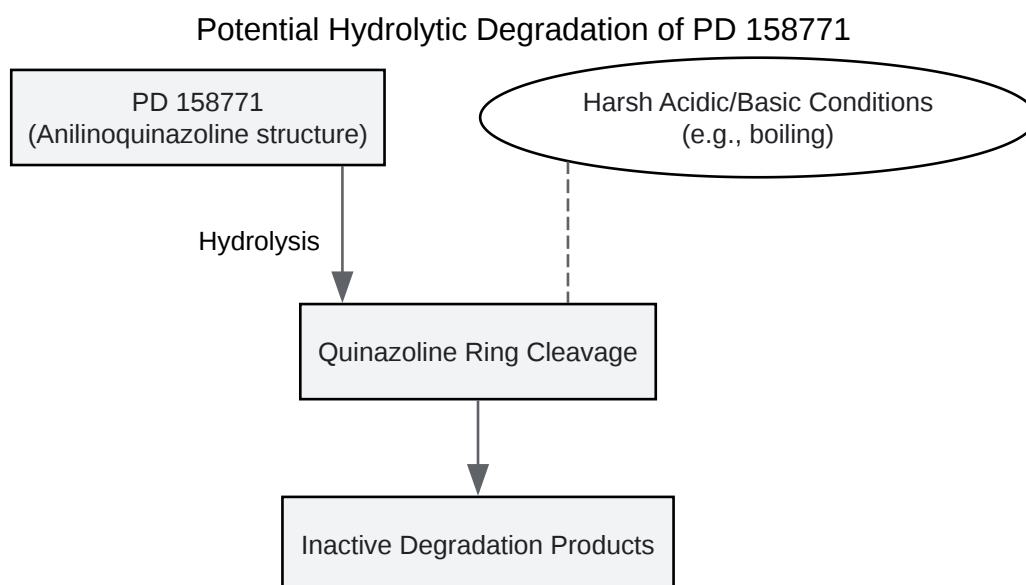 Potential Hydrolytic Degradation of PD 158771
PD 158771
(Anilinoquinazoline structure)
Harsh Acidic/Basic Conditions
(e.g., boiling)
Hydrolysis
Quinazoline Ring Cleavage
Inactive Degradation Products